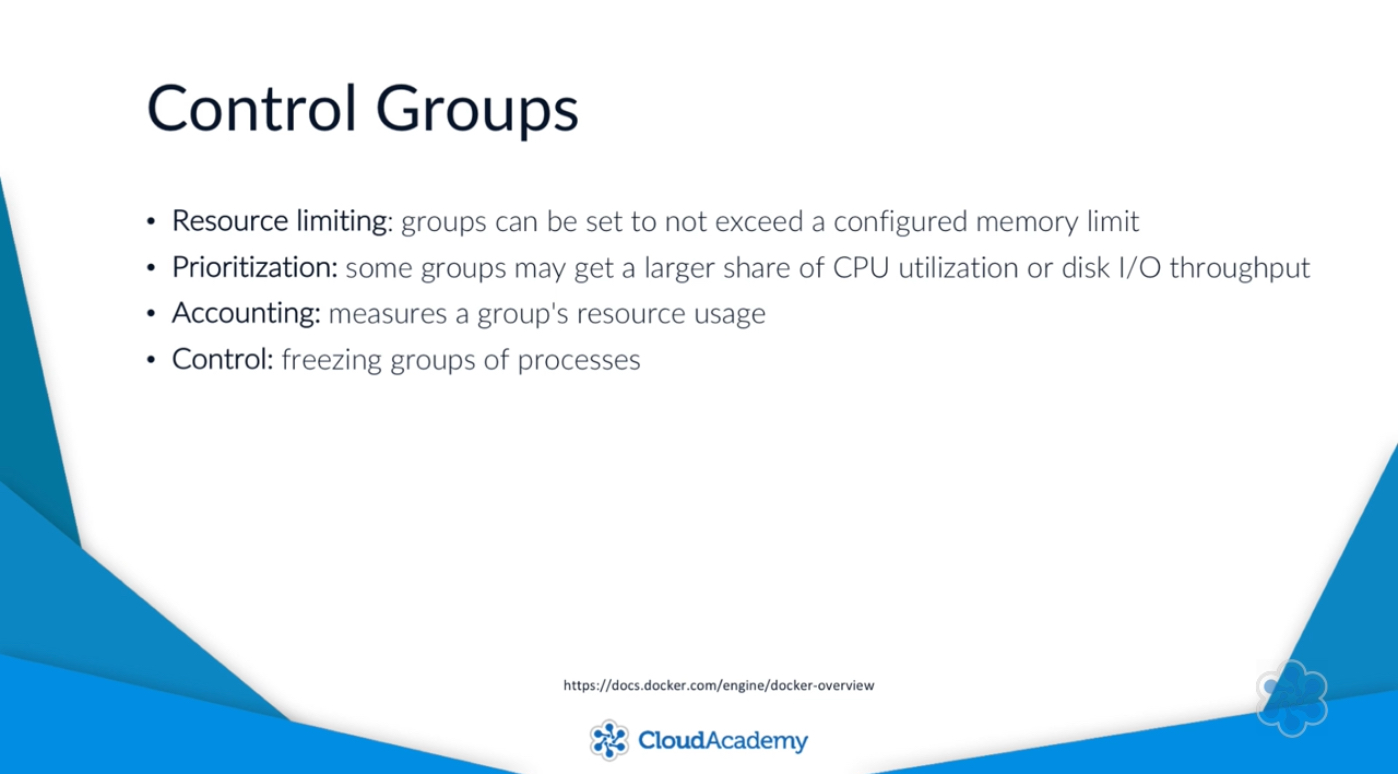 Control Groups
• Resource limiting: groups can be set to not exceed a configured memory limit
• Prioritization: some groups may get a larger share of CPU utilization or disk I/O throughput
• Accounting: measures a group's resource usage
• Control: freezing groups of processes
https://docs.docker.com/engine/docker-overview
CloudAcademy